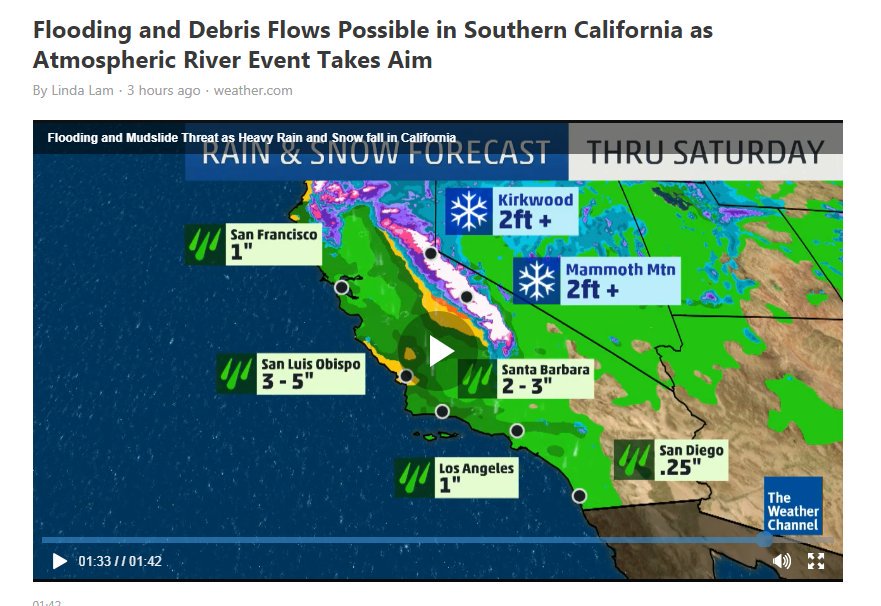 Flooding and Debris Flows Possible in Southern California as
Atmospheric River Event Takes Aim
By Linda Lam · 3 hours ago · weather.com
Flooding and Mudslide Threat as Heavy Rain and Snow fall in California
RAIN & SNOW FORECAST THRU SATURDAY
Kirkwood
2ft +
San Francisco
1"
Mammoth Mtn
2ft +
San Luis Obispo
3 - 5"
Santa Barbara
2 - 3"
San Diego
.25"
Los Angeles
1"
The
Weather
Channel
01:33 // 01:42
01:42